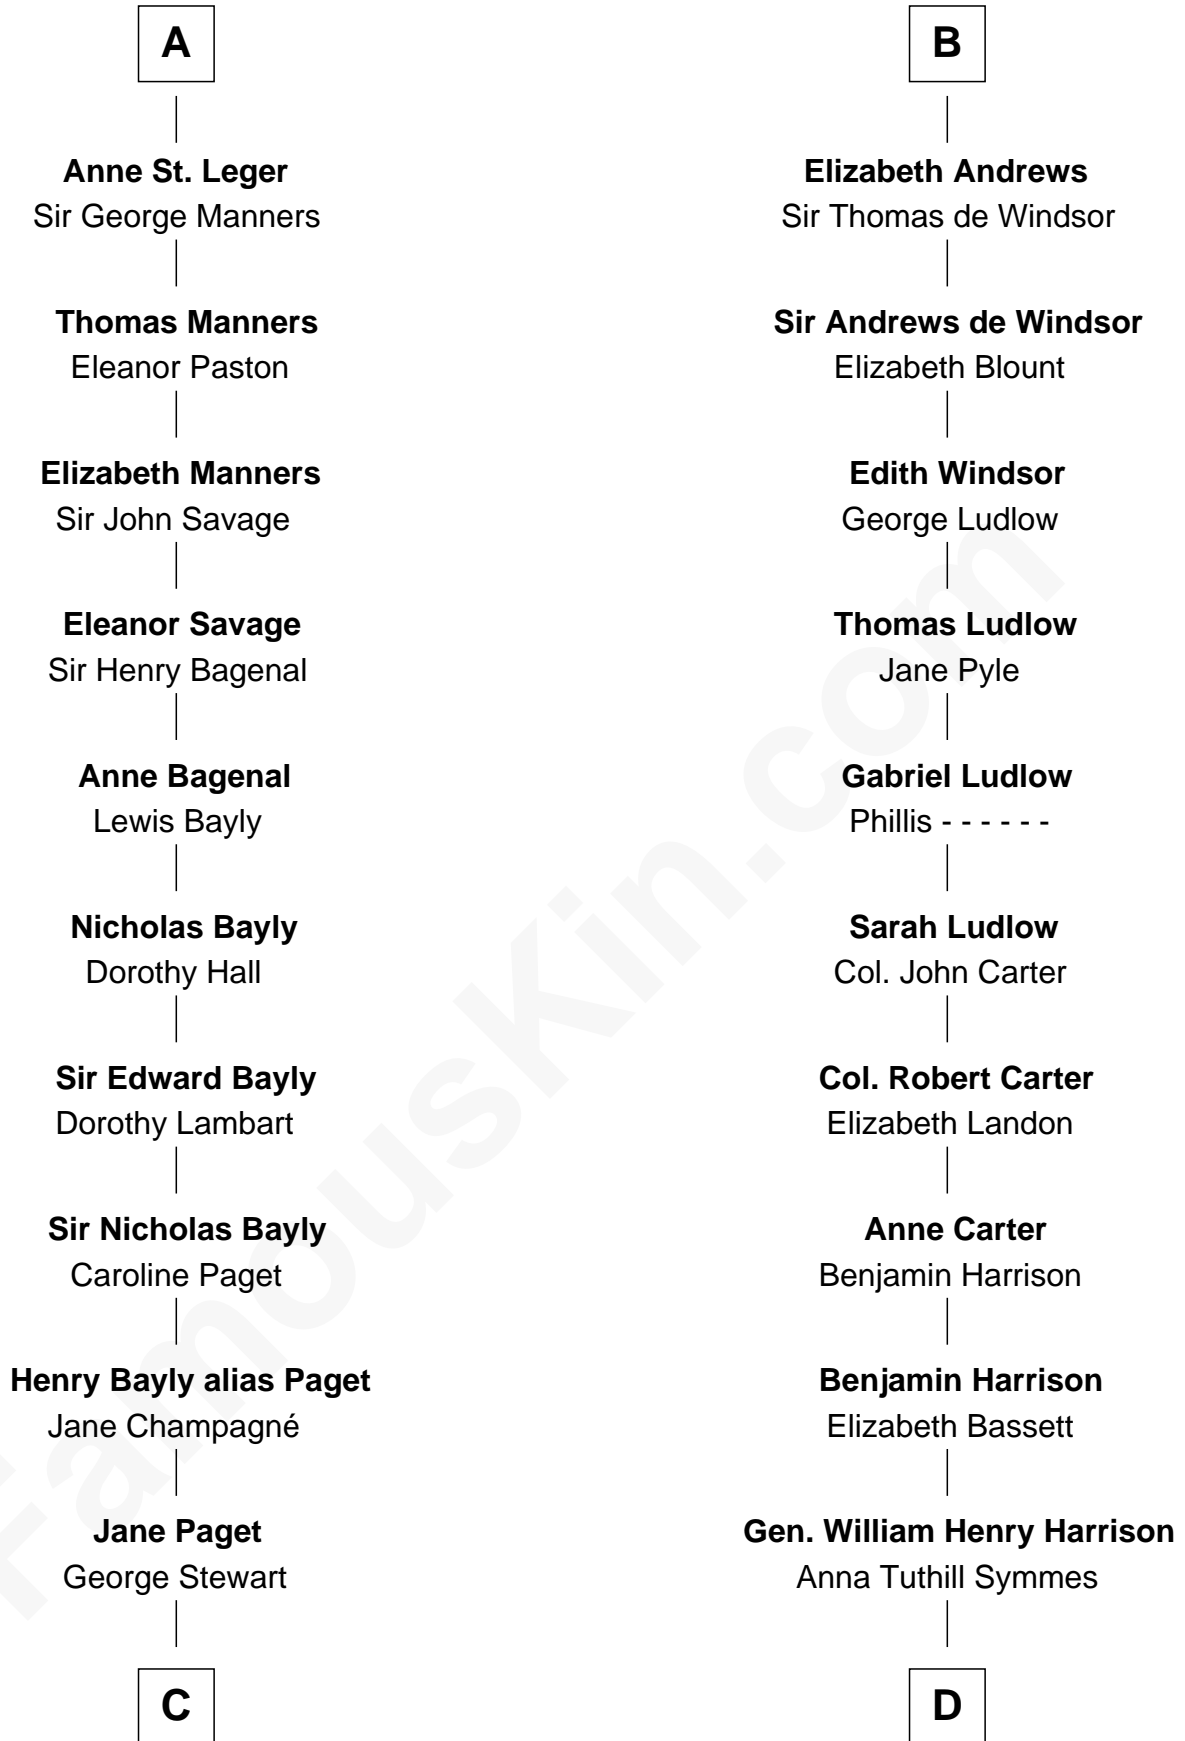 A
Anne St. Leger
Sir George Manners
Thomas Manners
Eleanor Paston
Elizabeth Manners
Sir John Savage
Eleanor Savage
Sir Henry Bagenal
Anne Bagenal
Lewis Bayly
Nicholas Bayly
Dorothy Hall
Sir Edward Bayly
Dorothy Lambart
Sir Nicholas Bayly
Caroline Paget
Henry Bayly alias Paget
Jane Champagné
Jane Paget
George Stewart
C
B
Elizabeth Andrews
Sir Thomas de Windsor
Sir Andrews de Windsor
Elizabeth Blount
Edith Windsor
George Ludlow
Thomas Ludlow
Jane Pyle
Gabriel Ludlow
Phillis - - - - - -
Sarah Ludlow
Col. John Carter
Col. Robert Carter
Elizabeth Landon
Anne Carter
Benjamin Harrison
Benjamin Harrison
Elizabeth Bassett
Gen. William Henry Harrison
Anna Tuthill Symmes
D
FamousKin.com